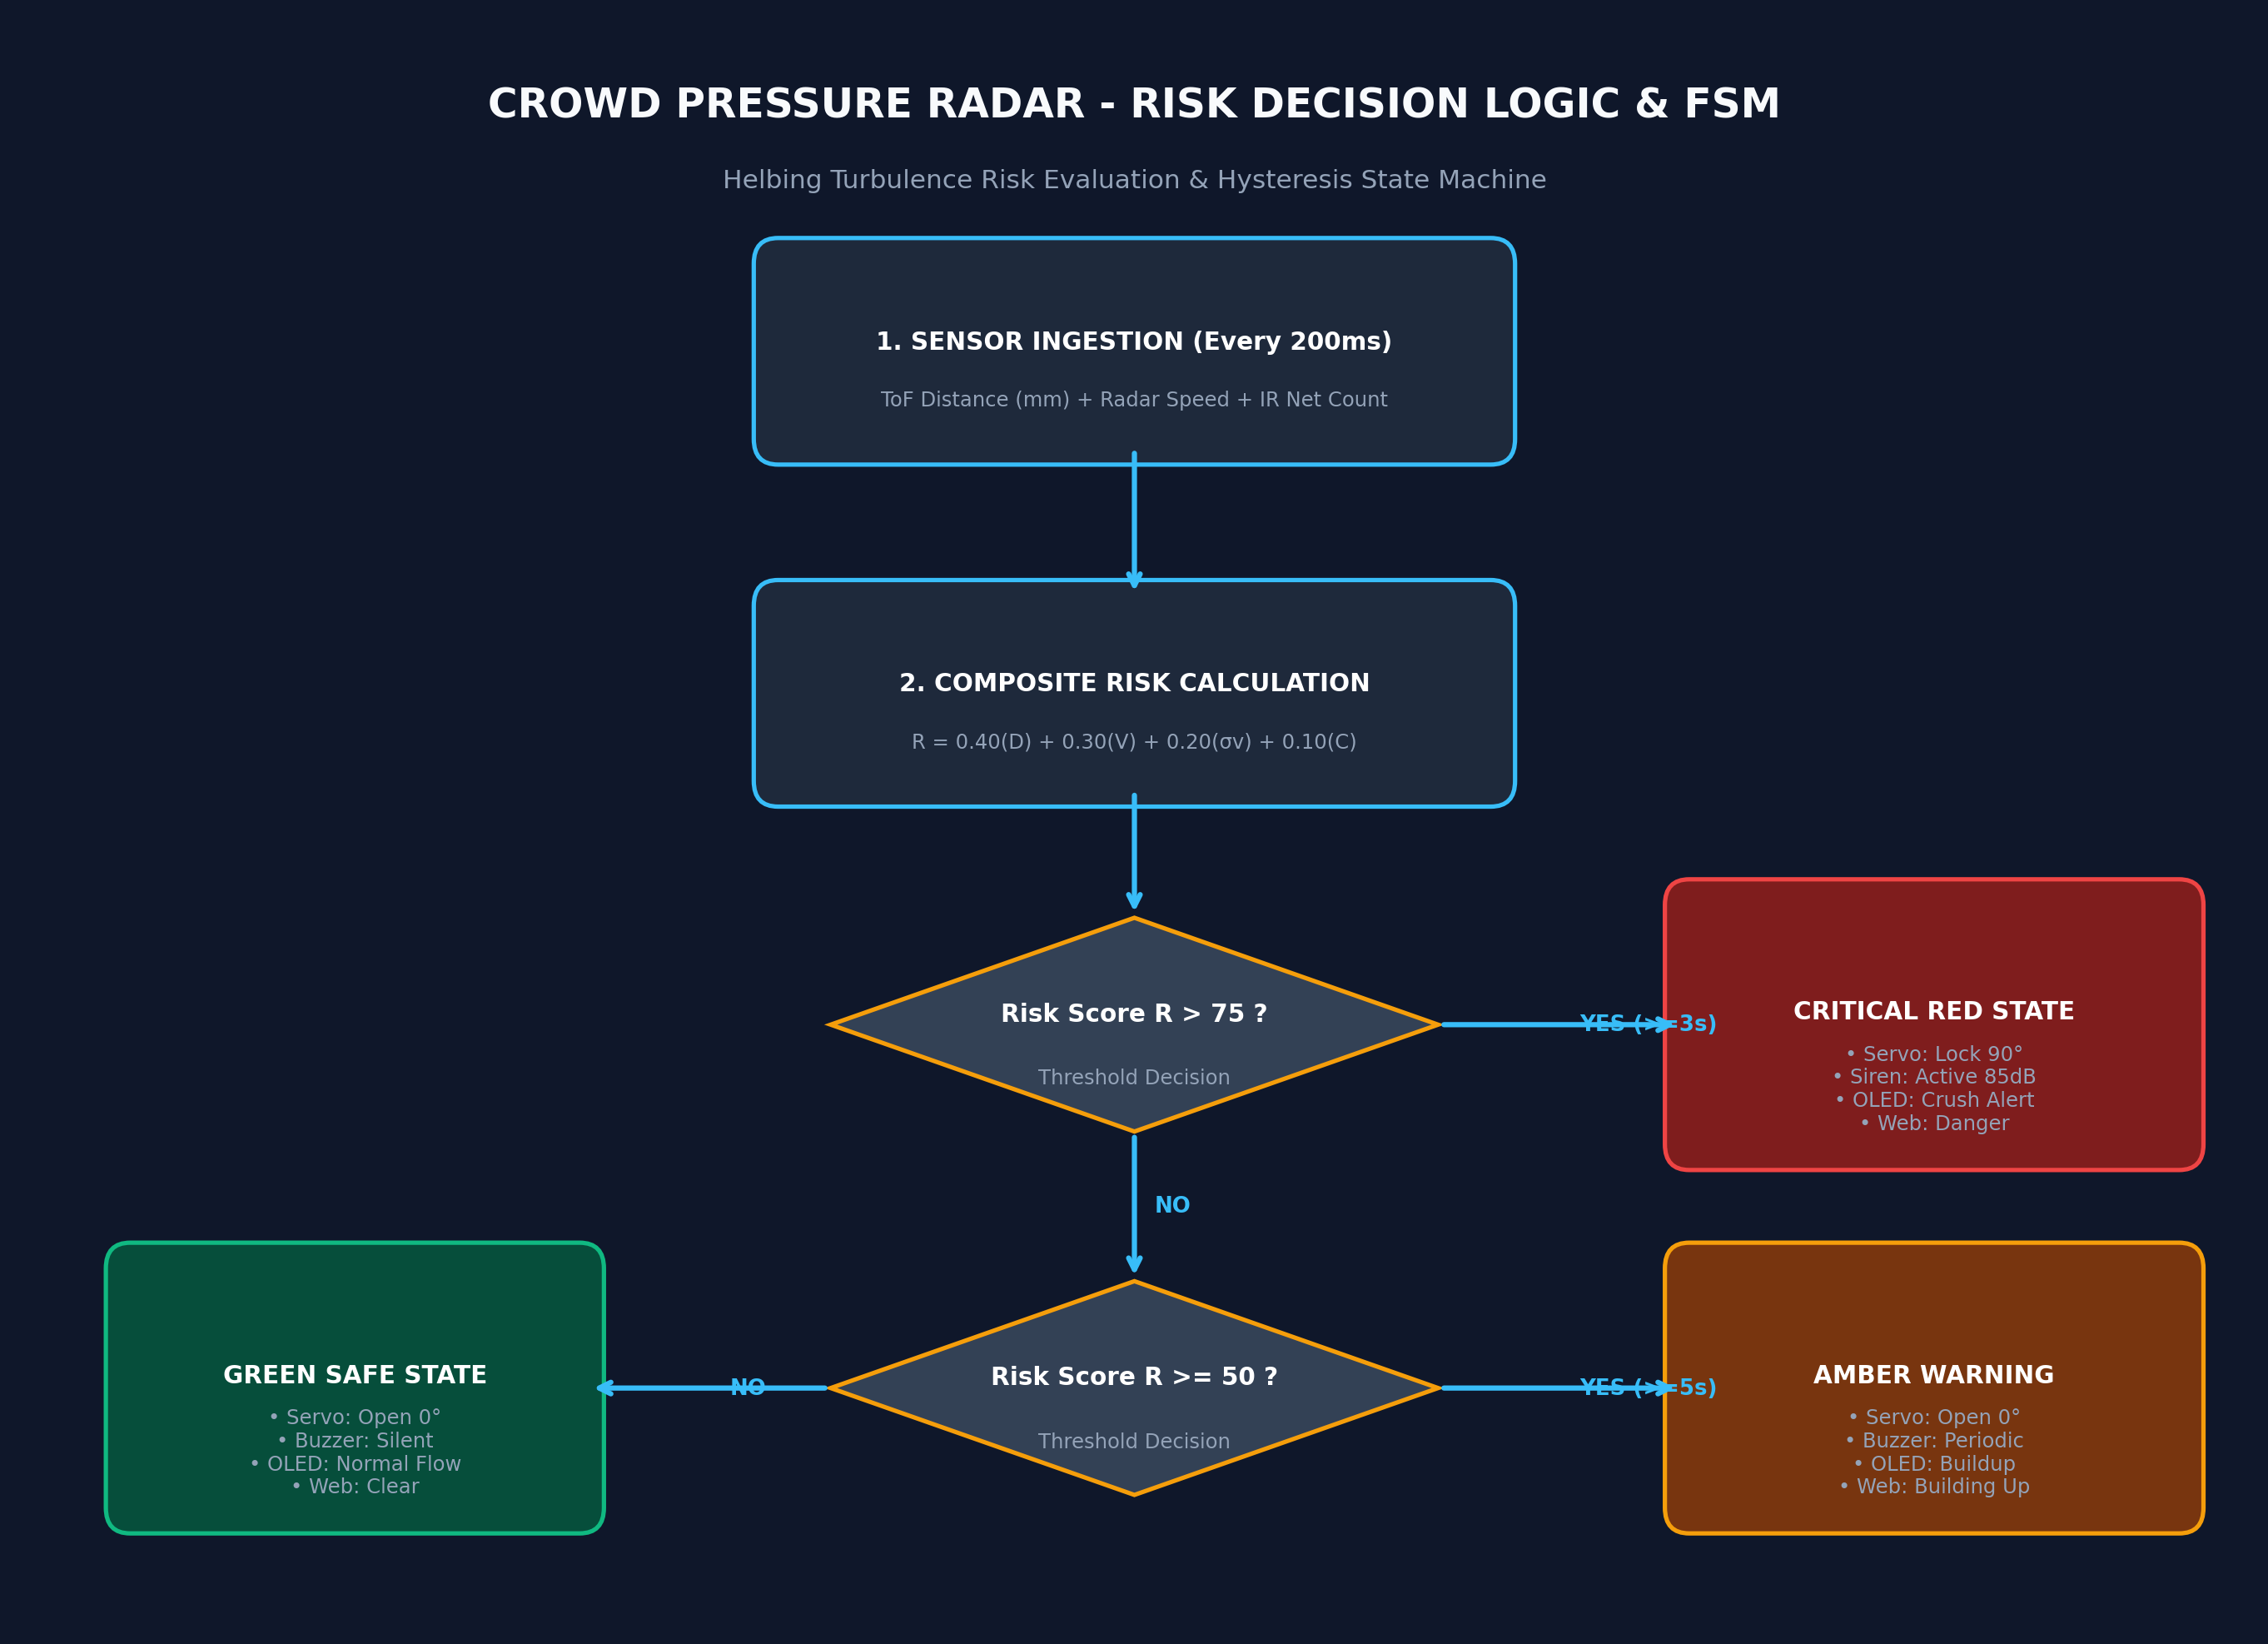 CROWD PRESSURE RADAR - RISK DECISION LOGIC & FSM
Helbing Turbulence Risk Evaluation & Hysteresis State Machine
1. SENSOR INGESTION (Every 200ms)
ToF Distance (mm) + Radar Speed + IR Net Count
2. COMPOSITE RISK CALCULATION
R = 0.40(D) + 0.30(V) + 0.20(σv) + 0.10(C)
Risk Score R > 75 ?
Threshold Decision
YES (>=3s)
CRITICAL RED STATE
• Servo: Lock 90°
• Siren: Active 85dB
• OLED: Crush Alert
• Web: Danger
NO
Risk Score R >= 50 ?
Threshold Decision
NO
GREEN SAFE STATE
• Servo: Open 0°
• Buzzer: Silent
• OLED: Normal Flow
• Web: Clear
YES (>=5s)
AMBER WARNING
• Servo: Open 0°
• Buzzer: Periodic
• OLED: Buildup
• Web: Building Up